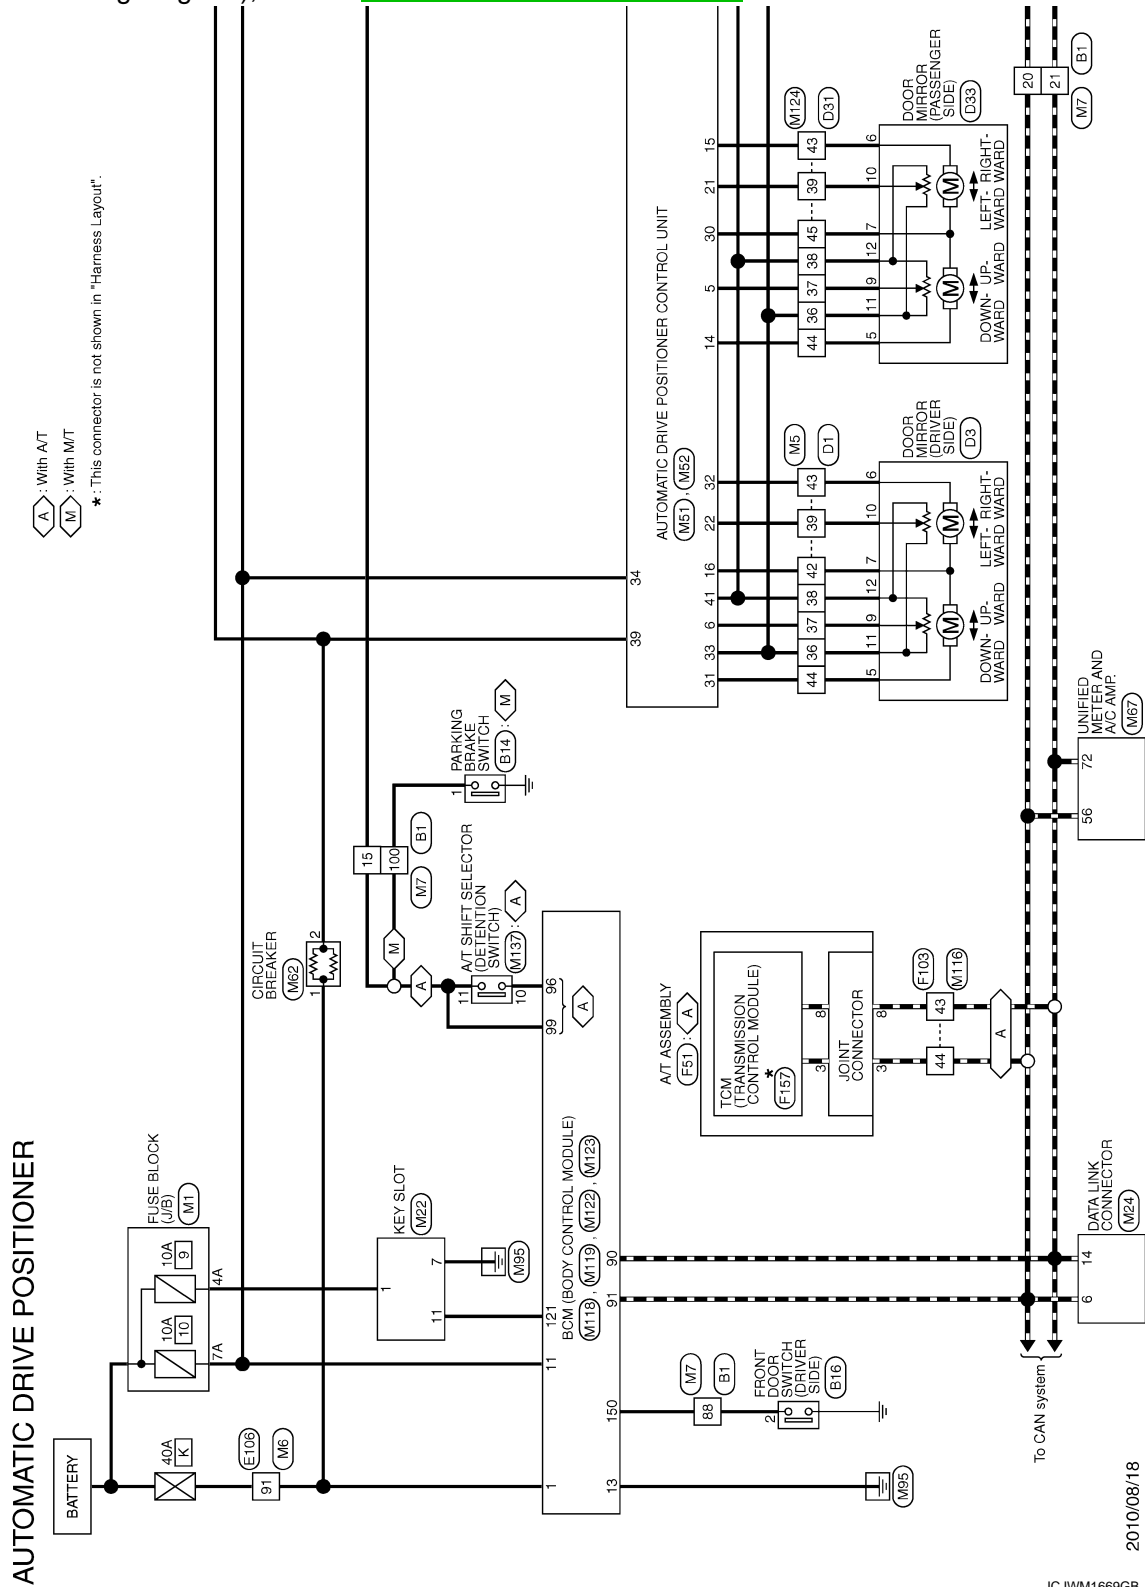 AUTOMATIC DRIVE POSITIONER
A : With A/T
M : With M/T
* : This connector is not shown in "Harness Layout".
BATTERY
40A
K
E106
91
M6
FUSE BLOCK
(J/B)
M1
10A
10
10A
9
7A
4A
KEY SLOT
M22
1
7
11
M95
CIRCUIT
BREAKER
M62
1
2
15
100
M7
B1
M
A
PARKING
BRAKE
SWITCH
B14 : M
1
A/T SHIFT SELECTOR
(DETENTION
SWITCH)
M137 : A
11
10
1
11
121
99
96
A
BCM (BODY CONTROL MODULE)
M118 , M119 , M122 , M123
13
150
91
90
M95
M7
88
B1
FRONT
DOOR
SWITCH
(DRIVER
SIDE)
B16
2
A/T ASSEMBLY
F51 : A
TCM
(TRANSMISSION
CONTROL MODULE)
*
F157
3
8
JOINT
CONNECTOR
3
8
44
43
F103
M116
A
39
34
AUTOMATIC DRIVE POSITIONER CONTROL UNIT
M51 , M52
31
33
6
41
16
22
32
14
5
30
21
15
44
36
37
38
42
39
43
M5
D1
5
11
9
12
7
10
6
DOOR
MIRROR
(DRIVER
SIDE)
D3
M
M
DOWN-
WARD
UP-
WARD
LEFT-
WARD
RIGHT-
WARD
44
36
37
38
45
39
43
M124
D31
5
11
9
12
7
10
6
DOOR
MIRROR
(PASSENGER
SIDE)
D33
M
M
DOWN-
WARD
UP-
WARD
LEFT-
WARD
RIGHT-
WARD
20
21
M7
B1
To CAN system
6
14
DATA LINK
CONNECTOR
M24
56
72
UNIFIED
METER AND
A/C AMP.
M67
2010/08/18